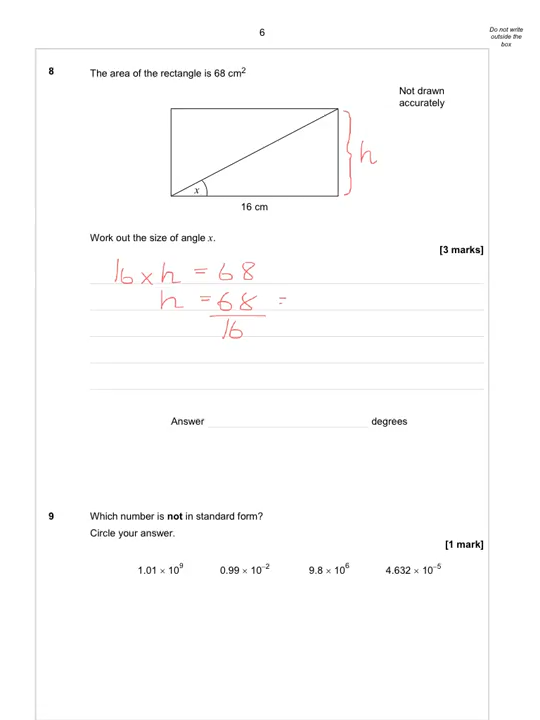 6
Do not write
outside the
box
8 The area of the rectangle is 68 cm²
Not drawn
accurately
h
x
16 cm
Work out the size of angle x.
[3 marks]
16 × h = 68
h = 68 =
16
Answer degrees
9 Which number is not in standard form?
Circle your answer.
[1 mark]
1.01 × 10⁹ 0.99 × 10⁻² 9.8 × 10⁶ 4.632 × 10⁻⁵